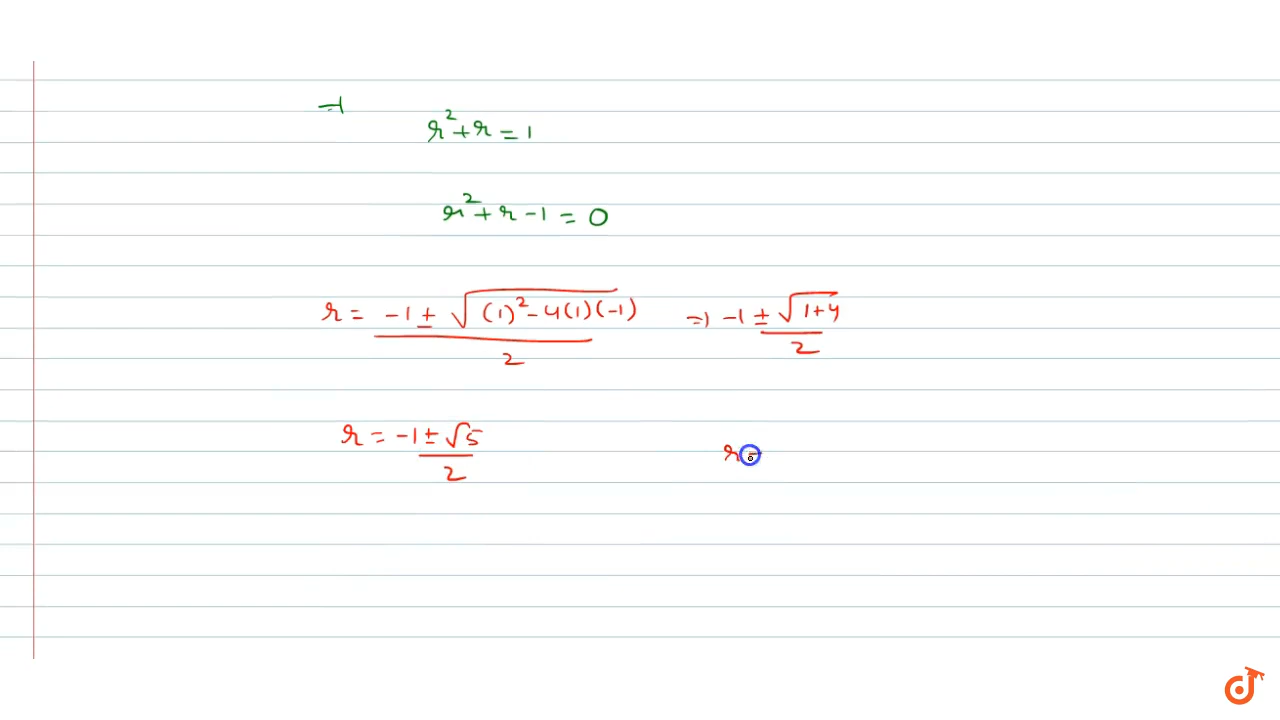 ⇒
r² + r = 1
r² + r - 1 = 0
r = -1 ± √(1)² - 4(1)(-1) / 2 ⇒ -1 ± √1+4 / 2
r = -1 ± √5 / 2 r =